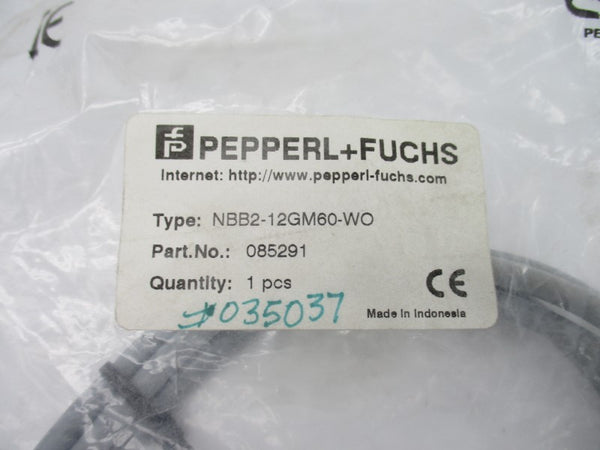 PE
PEPPERL+FUCHS
Internet: http://www.pepperl-fuchs.com
Type: NBB2-12GM60-WO
Part.No.: 085291
Quantity: 1 pcs
CE
#035037
Made in Indonesia